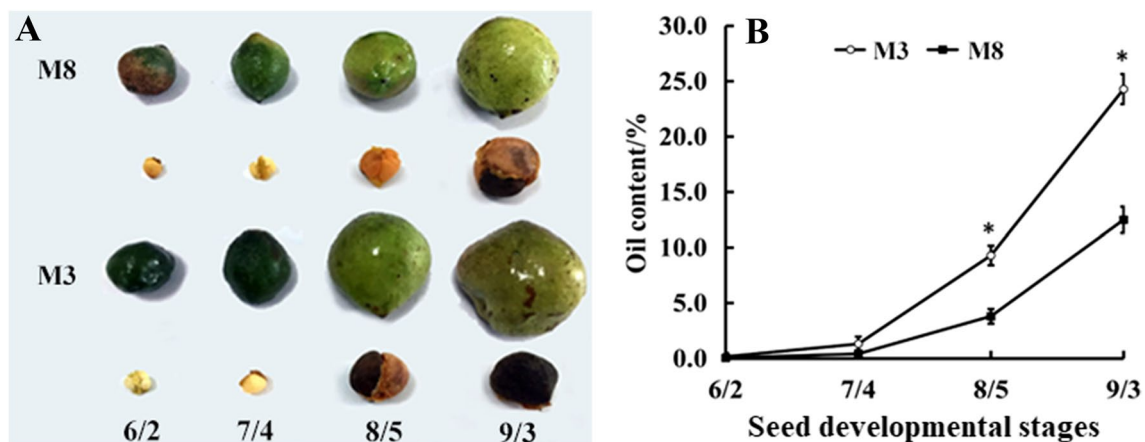 A
M8
M3
6/2 7/4 8/5 9/3
B
M3 M8
* *
Oil content/%
30.0
25.0
20.0
15.0
10.0
5.0
0.0
6/2 7/4 8/5 9/3
Seed developmental stages